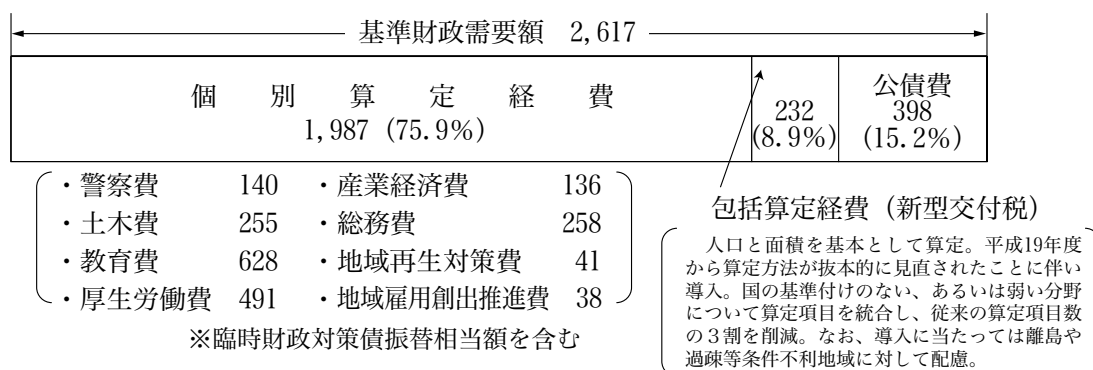 基準財政需要額 2,617
個別算定経費
1,987 (75.9%)
232
(8.9%)
公債費
398
(15.2%)
・警察費 140 ・産業経済費 136
・土木費 255 ・総務費 258
・教育費 628 ・地域再生対策費 41
・厚生労働費 491 ・地域雇用創出推進費 38
※臨時財政対策債振替相当額を含む
包括算定経費（新型交付税）
人口と面積を基本として算定。平成19年度
から算定方法が抜本的に見直されたことに伴い
導入。国の基準付けのない、あるいは弱い分野
について算定項目を統合し、従来の算定項目数
の３割を削減。なお、導入に当たっては離島や
過疎等条件不利地域に対して配慮。